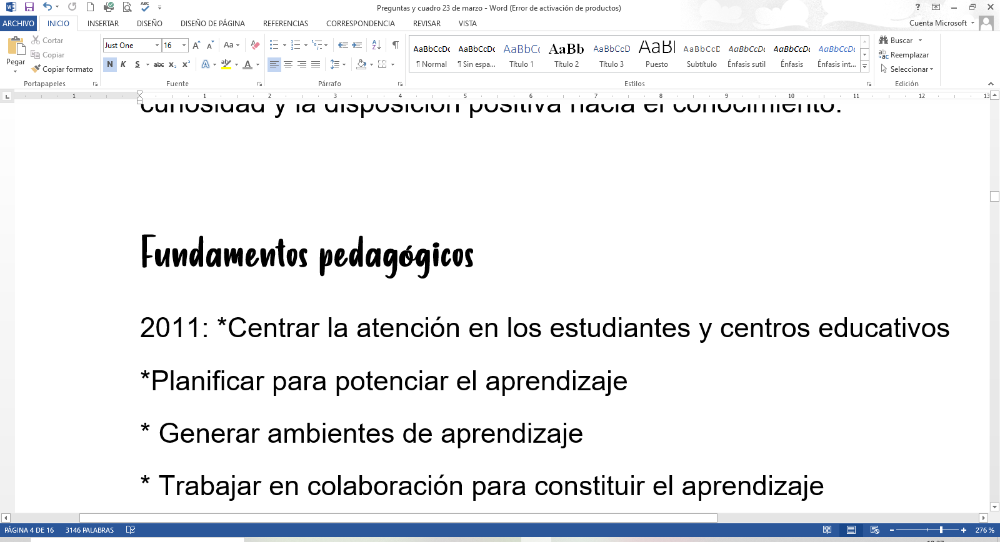 Preguntas y cuadro 23 de marzo - Word (Error de activación de productos)
ARCHIVO INICIO INSERTAR DISEÑO DISEÑO DE PÁGINA REFERENCIAS CORRESPONDENCIA REVISAR VISTA Cuenta Microsoft
Pegar
Cortar
Copiar
Copiar formato
Portapapeles
Just One 16
N K S abc x₂ x² A ab A
Fuente
Párrafo
AaBbCcDc AaBbCcDc AaBbCc AaBb AaBbCcD AaBl AaBbCcD AaBbCcDc AaBbCcDc AaBbCcDc
¶ Normal ¶ Sin espa... Título 1 Título 2 Título 3 Puesto Subtítulo Énfasis sutil Énfasis Énfasis int...
Estilos
Buscar
Reemplazar
Seleccionar
Edición
1 1 2 3 4 5 6 7 8 9 10 11 12 13
curiosidad y la disposición positiva hacia el conocimiento.
Fundamentos pedagógicos
2011: *Centrar la atención en los estudiantes y centros educativos
*Planificar para potenciar el aprendizaje
* Generar ambientes de aprendizaje
* Trabajar en colaboración para constituir el aprendizaje
PÁGINA 4 DE 16 3146 PALABRAS 276 %